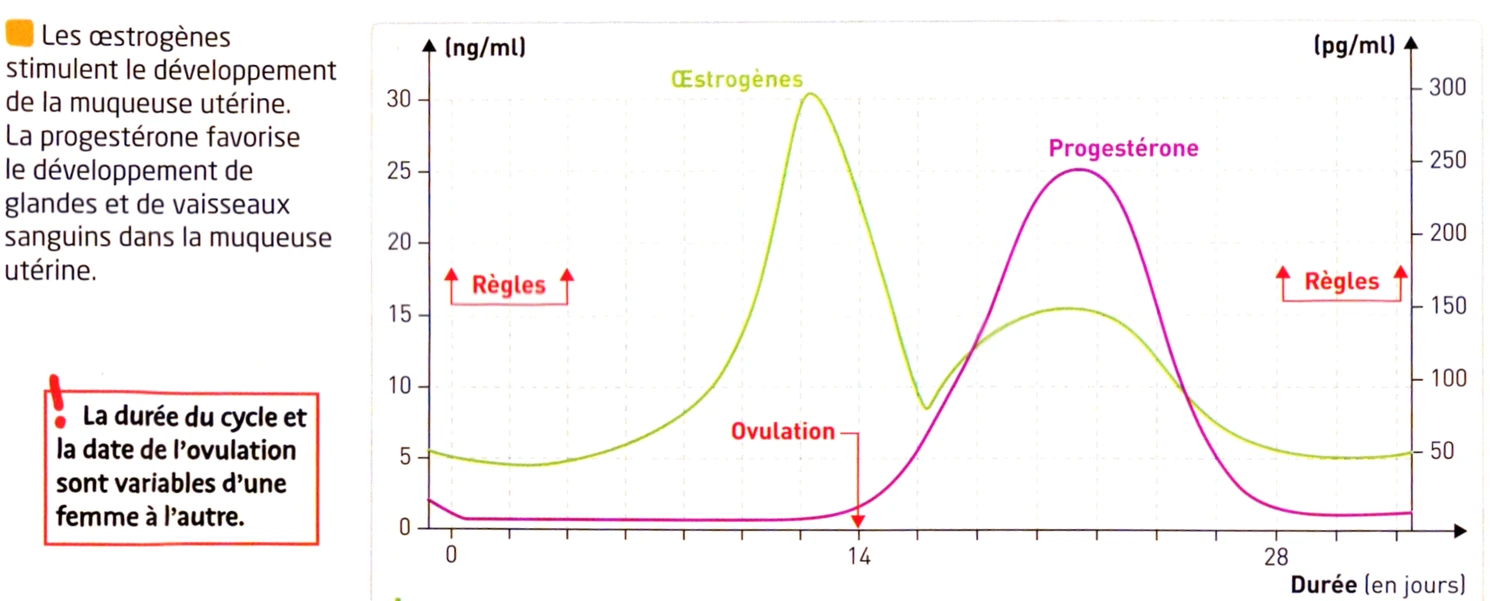 Les œstrogènes
stimulent le développement
de la muqueuse utérine.
La progestérone favorise
le développement de
glandes et de vaisseaux
sanguins dans la muqueuse
utérine.
! La durée du cycle et
la date de l'ovulation
sont variables d'une
femme à l'autre.
(ng/ml)
(pg/ml)
Œstrogènes
Progestérone
30
25
20
15
10
5
0
300
250
200
150
100
50
Règles
Règles
Ovulation
0
14
28
Durée (en jours)